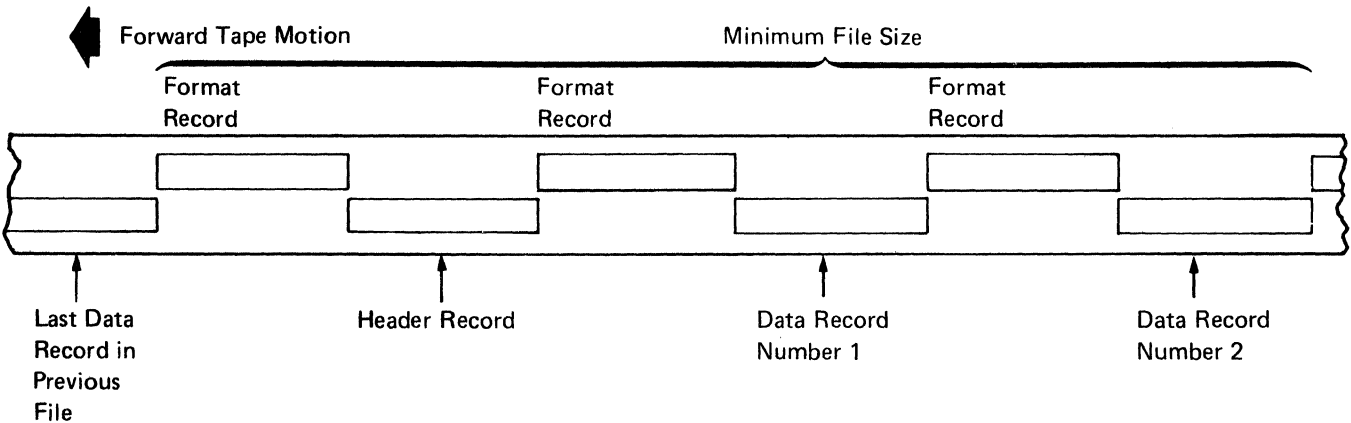 Forward Tape Motion
Minimum File Size
Format
Record
Format
Record
Format
Record
Last Data
Record in
Previous
File
Header Record
Data Record
Number 1
Data Record
Number 2